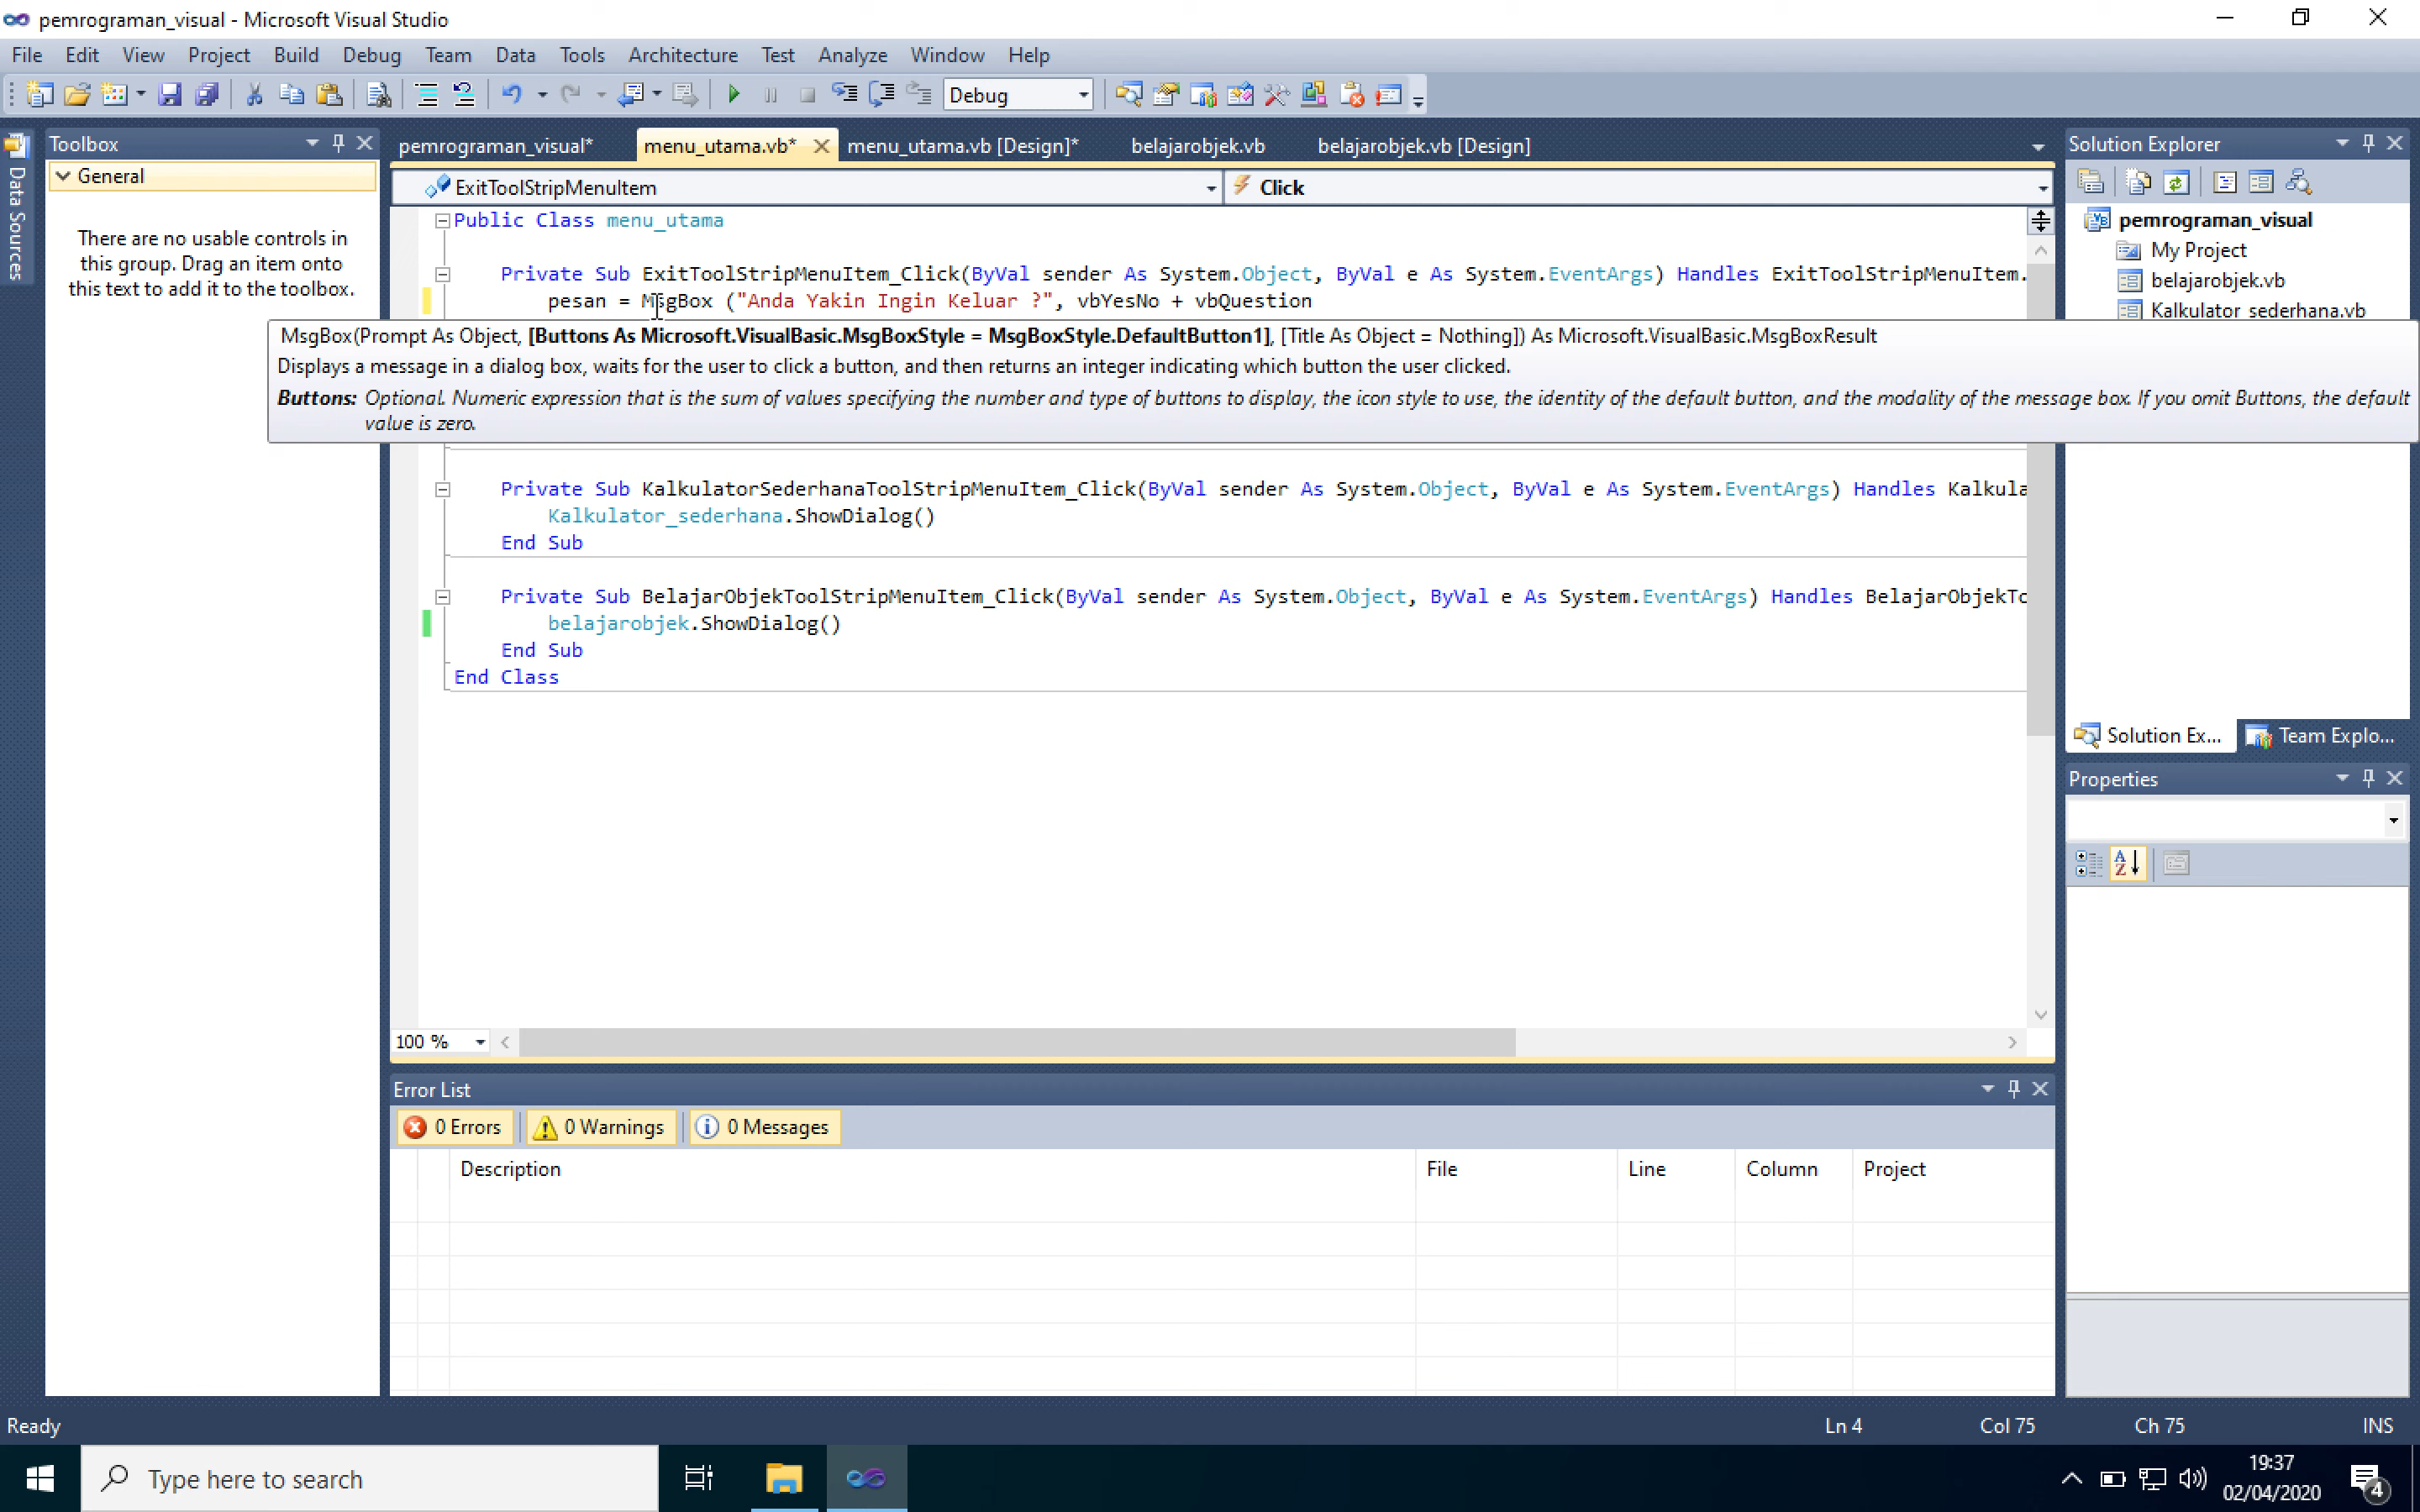 pemrograman_visual - Microsoft Visual Studio
File Edit View Project Build Debug Team Data Tools Architecture Test Analyze Window Help
Debug
Data Sources
Toolbox
General
There are no usable controls in
this group. Drag an item onto
this text to add it to the toolbox.
pemrograman_visual* menu_utama.vb* menu_utama.vb [Design]* belajarobjek.vb belajarobjek.vb [Design]
ExitToolStripMenuItem Click
Public Class menu_utama
Private Sub ExitToolStripMenuItem_Click(ByVal sender As System.Object, ByVal e As System.EventArgs) Handles ExitToolStripMenuItem.
pesan = MsgBox ("Anda Yakin Ingin Keluar ?", vbYesNo + vbQuestion
MsgBox(Prompt As Object, [Buttons As Microsoft.VisualBasic.MsgBoxStyle = MsgBoxStyle.DefaultButton1], [Title As Object = Nothing]) As Microsoft.VisualBasic.MsgBoxResult
Displays a message in a dialog box, waits for the user to click a button, and then returns an integer indicating which button the user clicked.
Buttons: Optional. Numeric expression that is the sum of values specifying the number and type of buttons to display, the icon style to use, the identity of the default button, and the modality of the message box. If you omit Buttons, the default
value is zero.
Private Sub KalkulatorSederhanaToolStripMenuItem_Click(ByVal sender As System.Object, ByVal e As System.EventArgs) Handles Kalkula
Kalkulator_sederhana.ShowDialog()
End Sub
Private Sub BelajarObjekToolStripMenuItem_Click(ByVal sender As System.Object, ByVal e As System.EventArgs) Handles BelajarObjekTo
belajarobjek.ShowDialog()
End Sub
End Class
100 %
Error List
0 Errors 0 Warnings 0 Messages
Description File Line Column Project
Solution Explorer
pemrograman_visual
My Project
belajarobjek.vb
Kalkulator_sederhana.vb
Solution Ex... Team Explo...
Properties
Ready Ln 4 Col 75 Ch 75 INS
Type here to search
19:37
02/04/2020
4